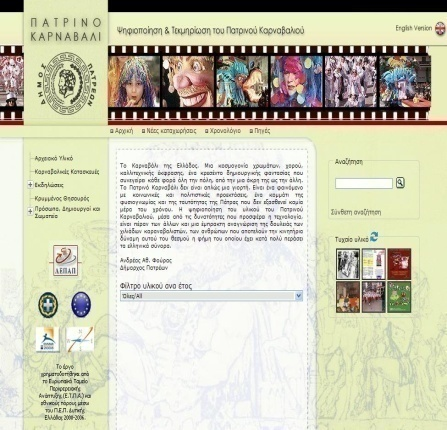 ΠΑΤΡΙΝΟ
ΚΑΡΝΑΒΑΛΙ
ΔΗΜΟΣ ΠΑΤΡΕΩΝ
Ψηφιοποίηση & Τεκμηρίωση του Πατρινού Καρναβαλιού
English Version
Αρχική
Νέες καταχωρήσεις
Χρονολόγιο
Πηγές
Αρχειακό Υλικό
Καρναβαλικές Κατασκευές
Εκδηλώσεις
Κρυμμένος Θησαυρός
Πρόσωπα, Δημιουργοί και
Σωματεία
ΔΕΠΑΠ
Το έργο
χρηματοδοτήθηκε από
το Ευρωπαϊκό Ταμείο
Περιφερειακής
Ανάπτυξης (Ε.Τ.Π.Α.) και
εθνικούς πόρους μέσω
του Π.Ε.Π. Δυτικής
Ελλάδας 2000-2006.
Το Καρναβάλι της Ελλάδας. Μια κοσμογονία χρωμάτων, χορού,
καλλιτεχνικής έκφρασης, ένα κρεσέντο δημιουργικής φαντασίας που
συνεγείρει κάθε φορά όλη την πόλη, από την μια άκρη της ως την άλλη.
Το Πατρινό Καρναβάλι δεν είναι απλώς μια γιορτή. Είναι ένα φαινόμενο
με κοινωνικές και πολιτιστικές προεκτάσεις, ένα κομμάτι της
φυσιογνωμίας και της ταυτότητας της Πάτρας που δεν εξασθενεί καμία
μέρα του χρόνου. Η ψηφιοποίηση του υλικού του Πατρινού
Καρναβαλιού, μέσα από τις δυνατότητες που προσφέρει η τεχνολογία,
είναι πέραν των άλλων και μια έμπρακτη αναγνώριση της δουλειάς των
χιλιάδων καρναβαλιστών, των ανθρώπων που αποτελούν την κινητήρια
δύναμη αυτού του θεσμού η φήμη του οποίου έχει κατά πολύ περάσει
τα ελληνικά σύνορα.
Ανδρέας Αθ. Φούρας
Δήμαρχος Πατρέων
Φίλτρο υλικού ανα έτος
Όλες/All
Αναζήτηση
Σύνθετη αναζήτηση
Τυχαίο υλικό